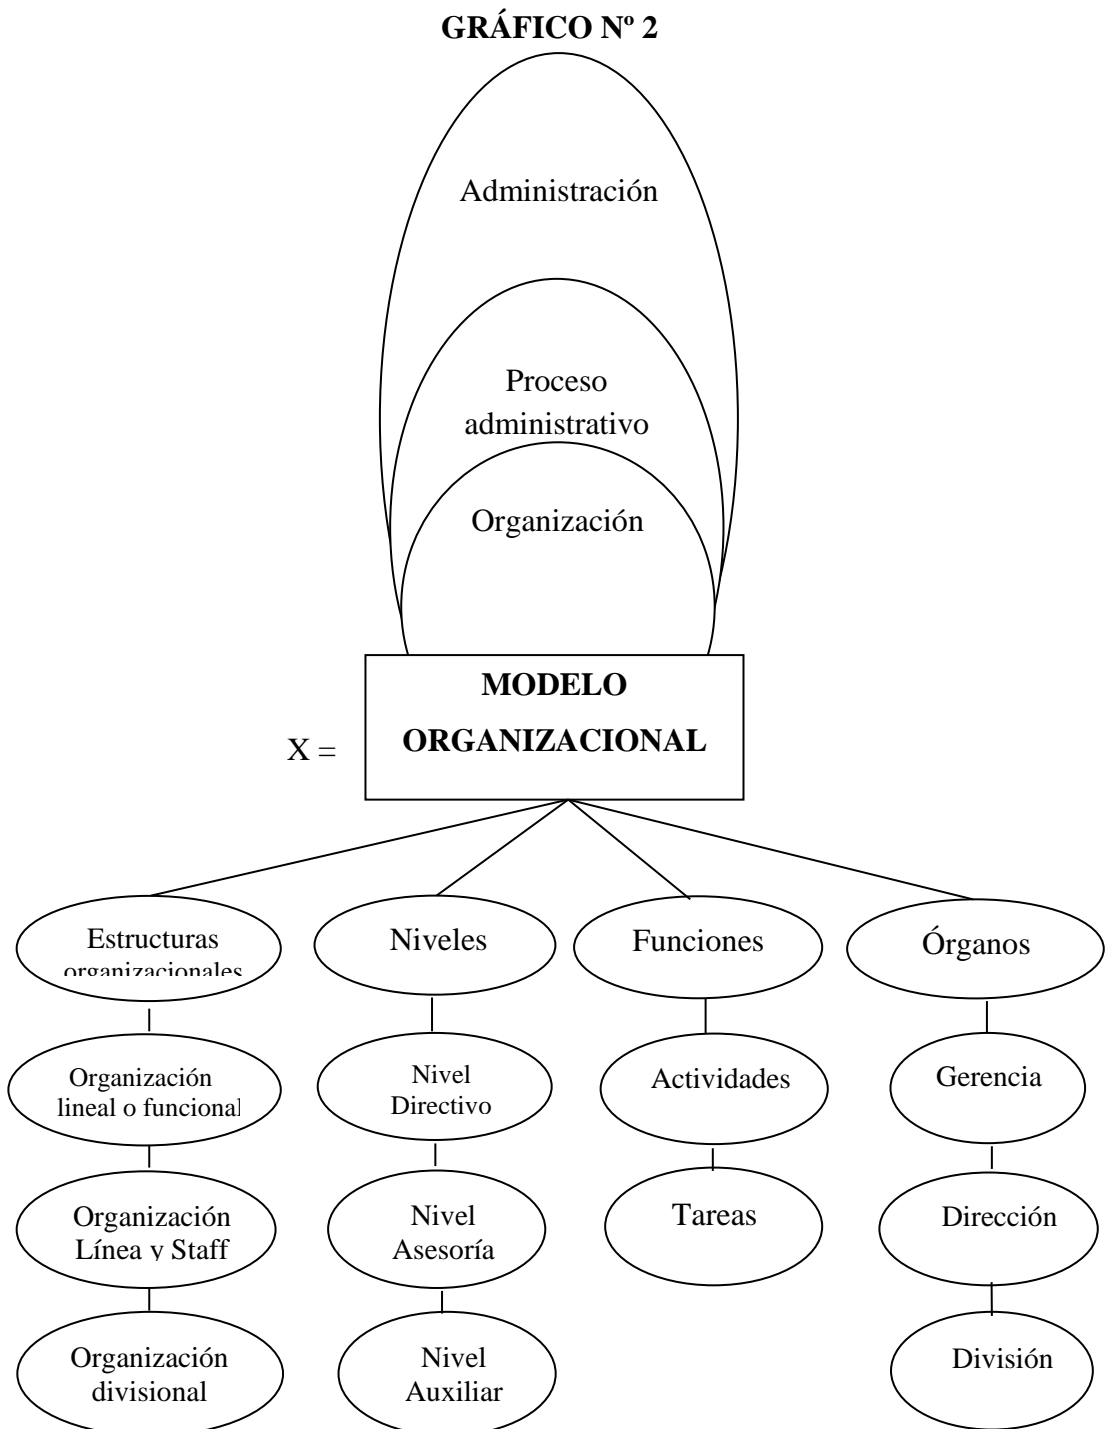 GRÁFICO Nº 2
Administración
Proceso
administrativo
Organización
MODELO
ORGANIZACIONAL
X =
Estructuras
organizacionales
Niveles
Funciones
Órganos
Organización
lineal o funcional
Nivel
Directivo
Actividades
Gerencia
Organización
Línea y Staff
Nivel
Asesoría
Tareas
Dirección
Organización
divisional
Nivel
Auxiliar
División